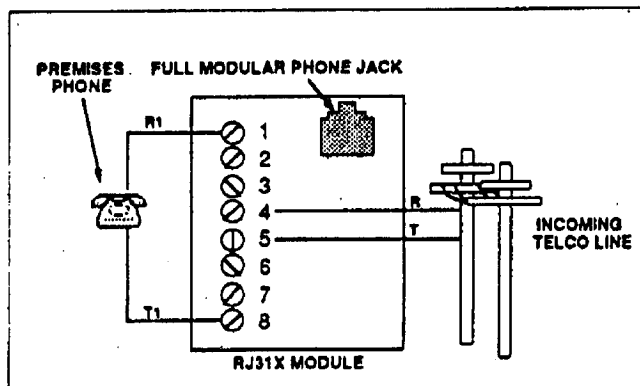 PREMISES
PHONE
FULL MODULAR PHONE JACK
R1
1
2
3
4
R
5
T
6
7
T1
8
INCOMING
TELCO LINE
RJ31X MODULE